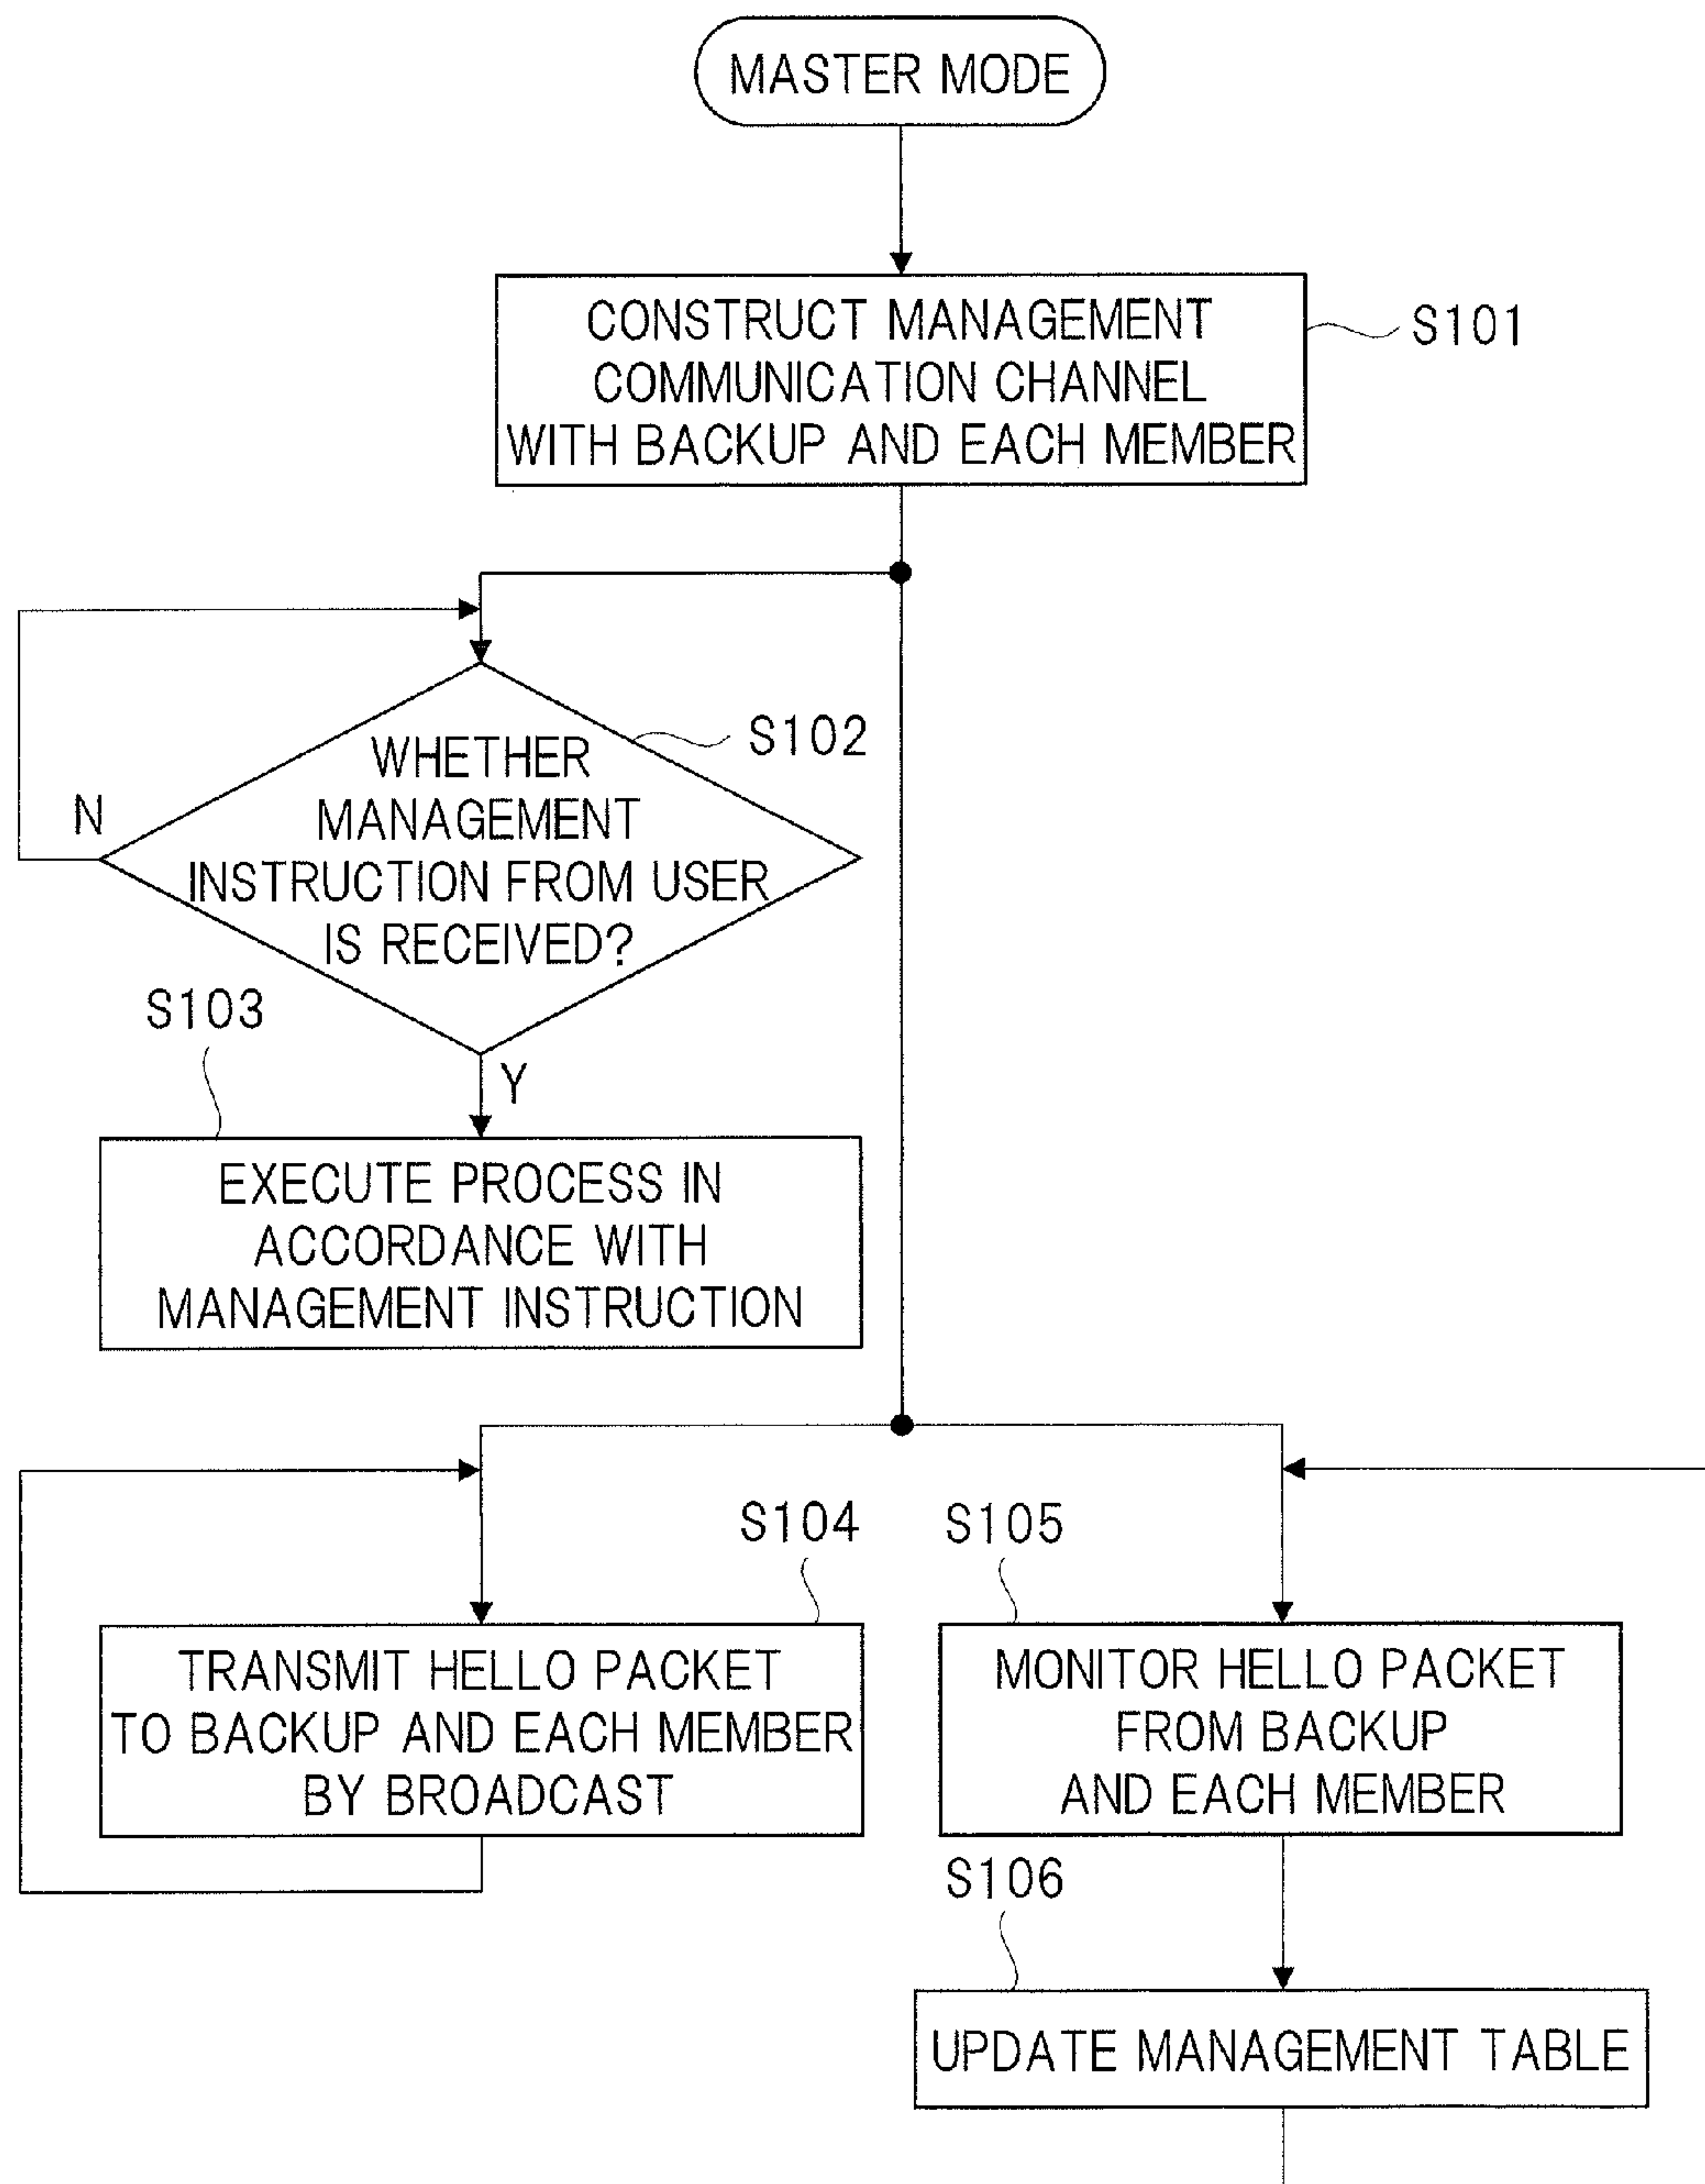 MASTER MODE
CONSTRUCT MANAGEMENT
COMMUNICATION CHANNEL
WITH BACKUP AND EACH MEMBER
S101
S102
WHETHER
MANAGEMENT
INSTRUCTION FROM USER
IS RECEIVED?
N
Y
S103
EXECUTE PROCESS IN
ACCORDANCE WITH
MANAGEMENT INSTRUCTION
S104
TRANSMIT HELLO PACKET
TO BACKUP AND EACH MEMBER
BY BROADCAST
S105
MONITOR HELLO PACKET
FROM BACKUP
AND EACH MEMBER
S106
UPDATE MANAGEMENT TABLE